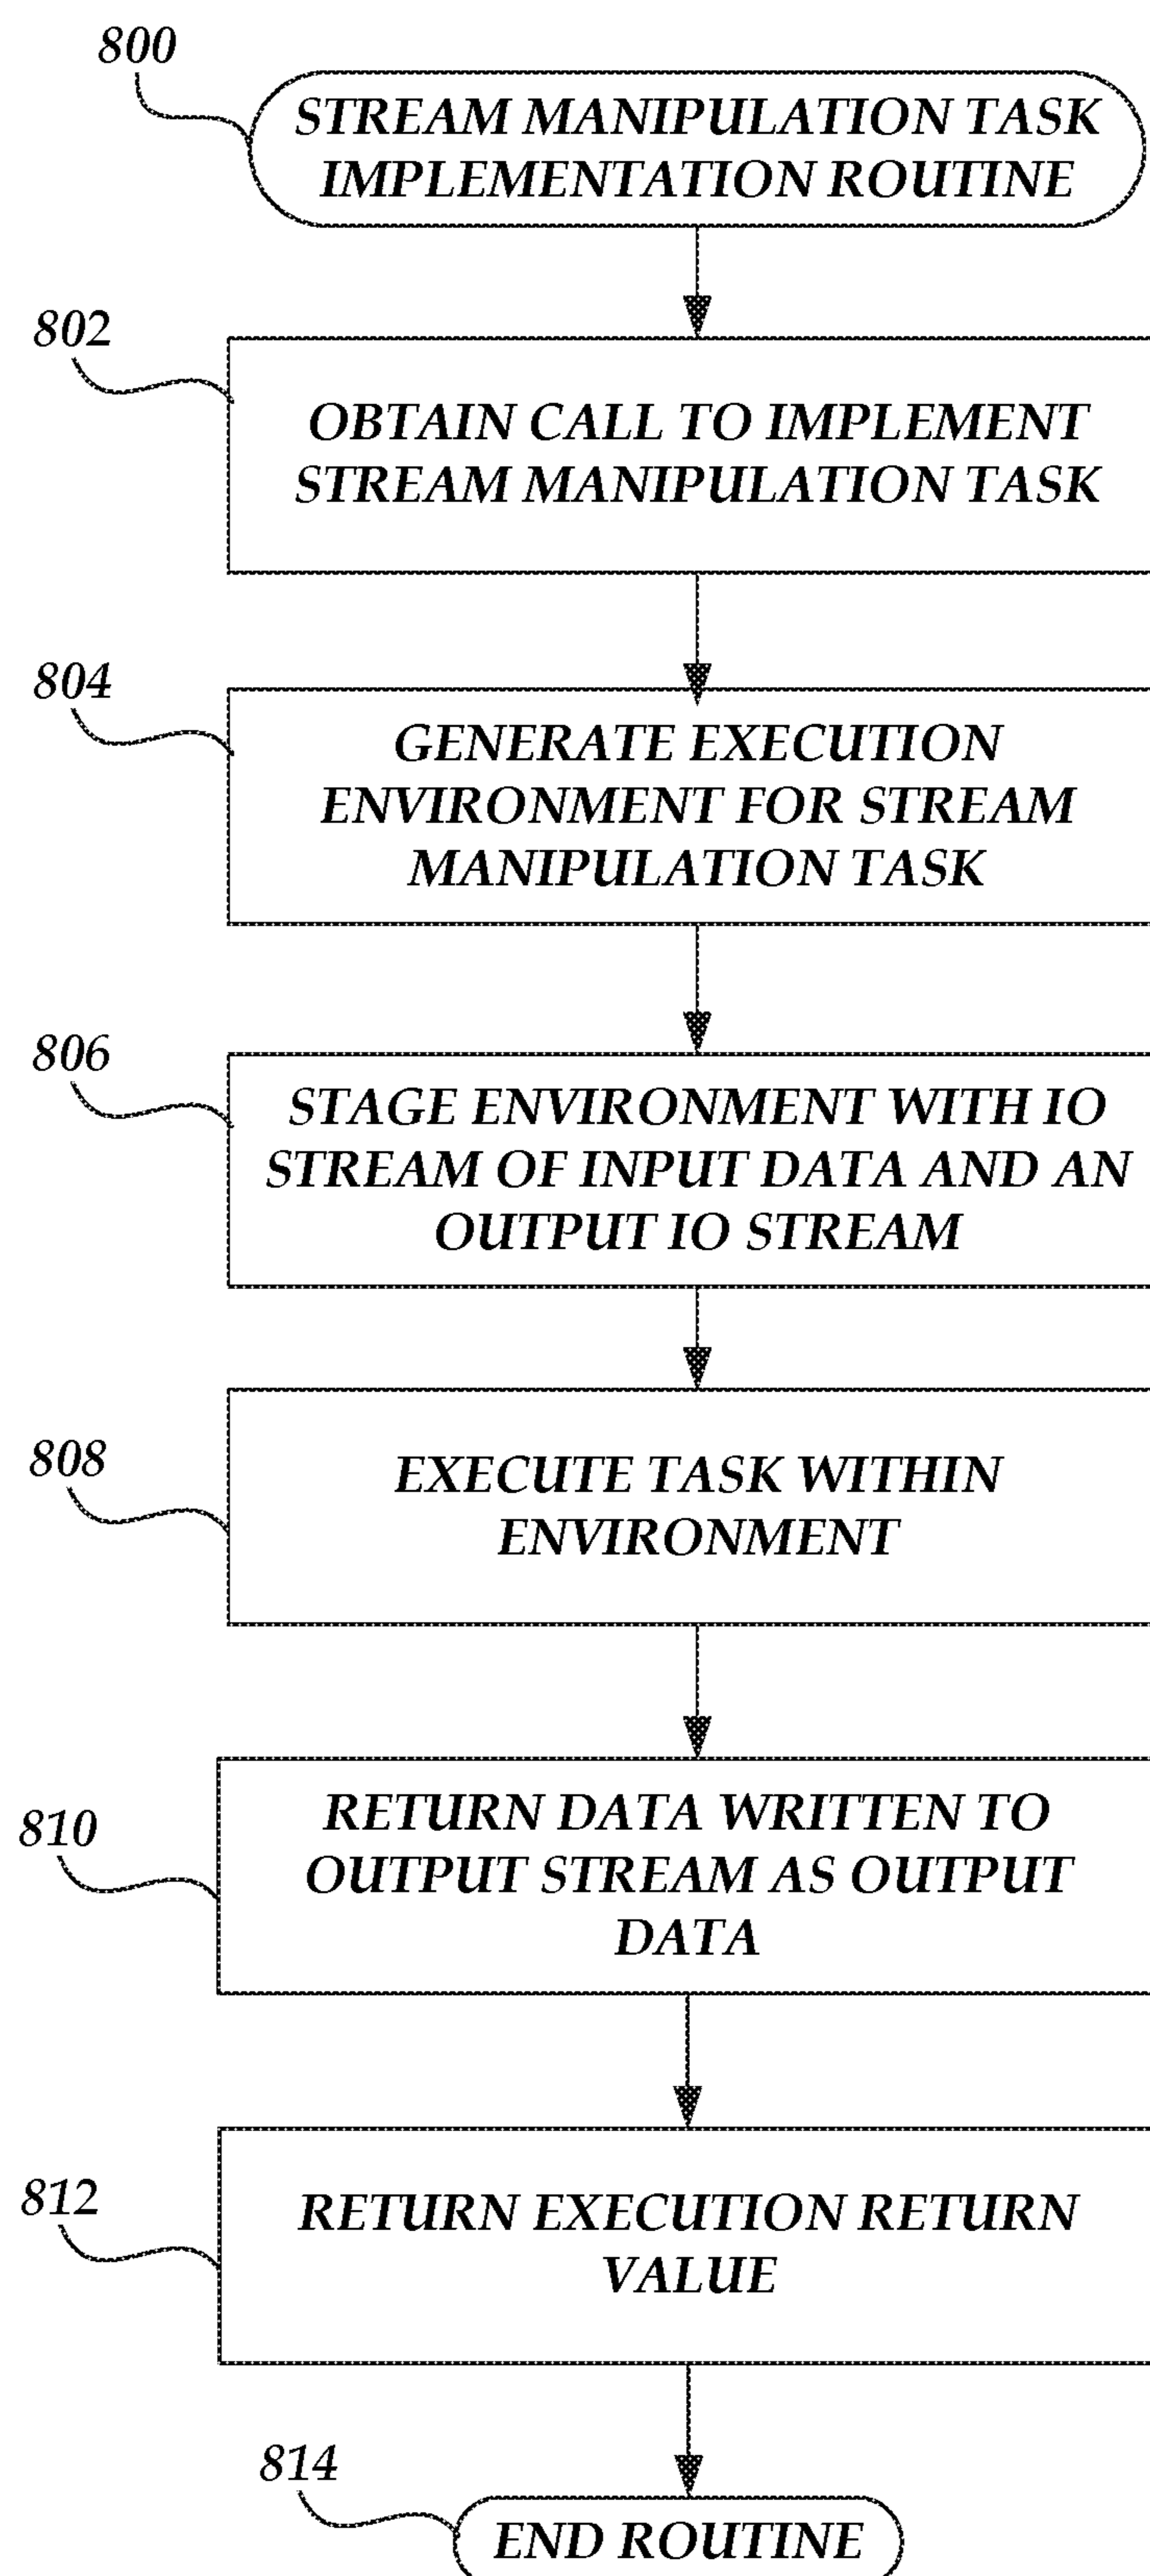 800
STREAM MANIPULATION TASK
IMPLEMENTATION ROUTINE
802
OBTAIN CALL TO IMPLEMENT
STREAM MANIPULATION TASK
804
GENERATE EXECUTION
ENVIRONMENT FOR STREAM
MANIPULATION TASK
806
STAGE ENVIRONMENT WITH IO
STREAM OF INPUT DATA AND AN
OUTPUT IO STREAM
808
EXECUTE TASK WITHIN
ENVIRONMENT
810
RETURN DATA WRITTEN TO
OUTPUT STREAM AS OUTPUT
DATA
812
RETURN EXECUTION RETURN
VALUE
814
END ROUTINE